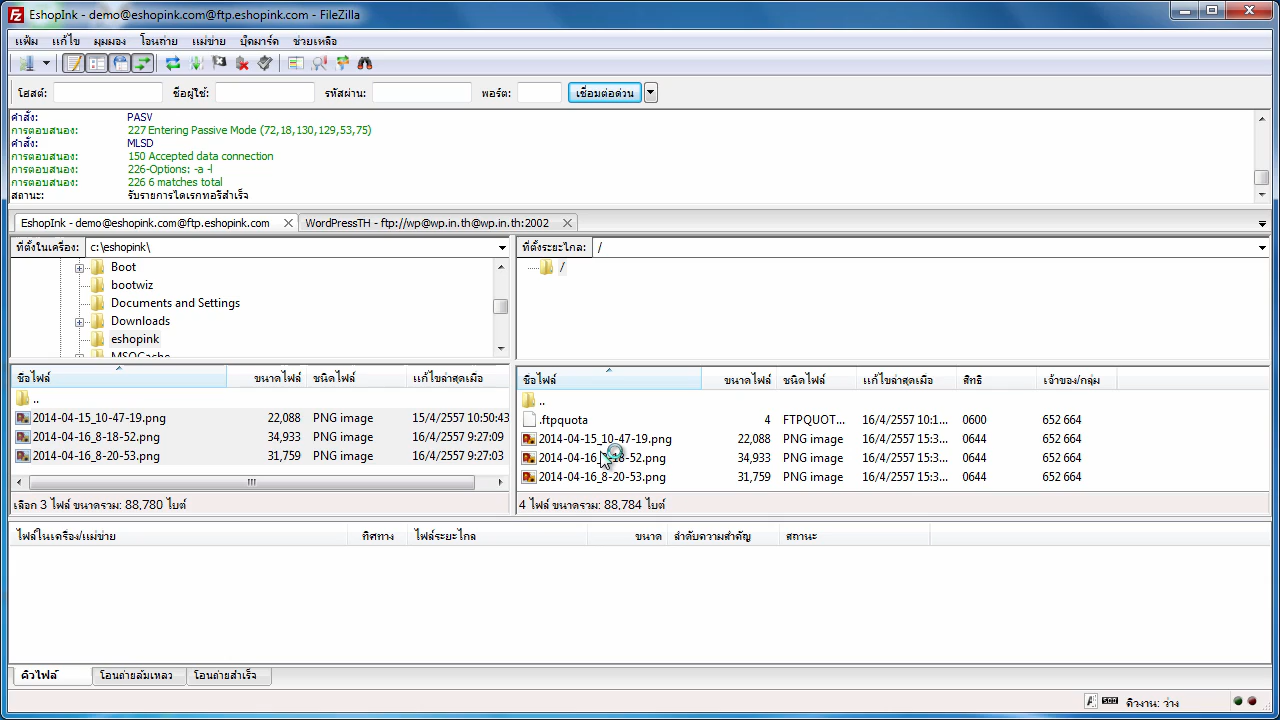 EshopInk - demo@eshopink.com@ftp.eshopink.com - FileZilla
แฟ้ม แก้ไข มุมมอง โอนถ่าย แม่ข่าย บุ๊คมาร์ค ช่วยเหลือ
โฮสต์: ชื่อผู้ใช้: รหัสผ่าน: พอร์ต: เชื่อมต่อด่วน
คำสั่ง: PASV
การตอบสนอง: 227 Entering Passive Mode (72,18,130,129,53,75)
คำสั่ง: MLSD
การตอบสนอง: 150 Accepted data connection
การตอบสนอง: 226-Options: -a -l
การตอบสนอง: 226 6 matches total
สถานะ: รับรายการไดเรกทอรีสำเร็จ
EshopInk - demo@eshopink.com@ftp.eshopink.com WordPressTH - ftp://wp@wp.in.th@wp.in.th:2002
ที่ตั้งในเครื่อง: c:\eshopink\
Boot
bootwiz
Documents and Settings
Downloads
eshopink
MSOCache
ที่ตั้งระยะไกล: /
/
ชื่อไฟล์ ขนาดไฟล์ ชนิดไฟล์ แก้ไขล่าสุดเมื่อ
..
2014-04-15_10-47-19.png 22,088 PNG image 15/4/2557 10:50:43
2014-04-16_8-18-52.png 34,933 PNG image 16/4/2557 9:27:09
2014-04-16_8-20-53.png 31,759 PNG image 16/4/2557 9:27:03
เลือก 3 ไฟล์ ขนาดรวม: 88,780 ไบต์
ชื่อไฟล์ ขนาดไฟล์ ชนิดไฟล์ แก้ไขล่าสุดเมื่อ สิทธิ เจ้าของ/กลุ่ม
..
.ftpquota 4 FTPQUOT... 16/4/2557 10:1... 0600 652 664
2014-04-15_10-47-19.png 22,088 PNG image 16/4/2557 15:3... 0644 652 664
2014-04-16_8-18-52.png 34,933 PNG image 16/4/2557 15:3... 0644 652 664
2014-04-16_8-20-53.png 31,759 PNG image 16/4/2557 15:3... 0644 652 664
4 ไฟล์ ขนาดรวม: 88,784 ไบต์
ไฟล์ในเครื่อง/แม่ข่าย ทิศทาง ไฟล์ระยะไกล ขนาด ลำดับความสำคัญ สถานะ
คิวไฟล์ โอนถ่ายล้มเหลว โอนถ่ายสำเร็จ
คิวงาน: ว่าง